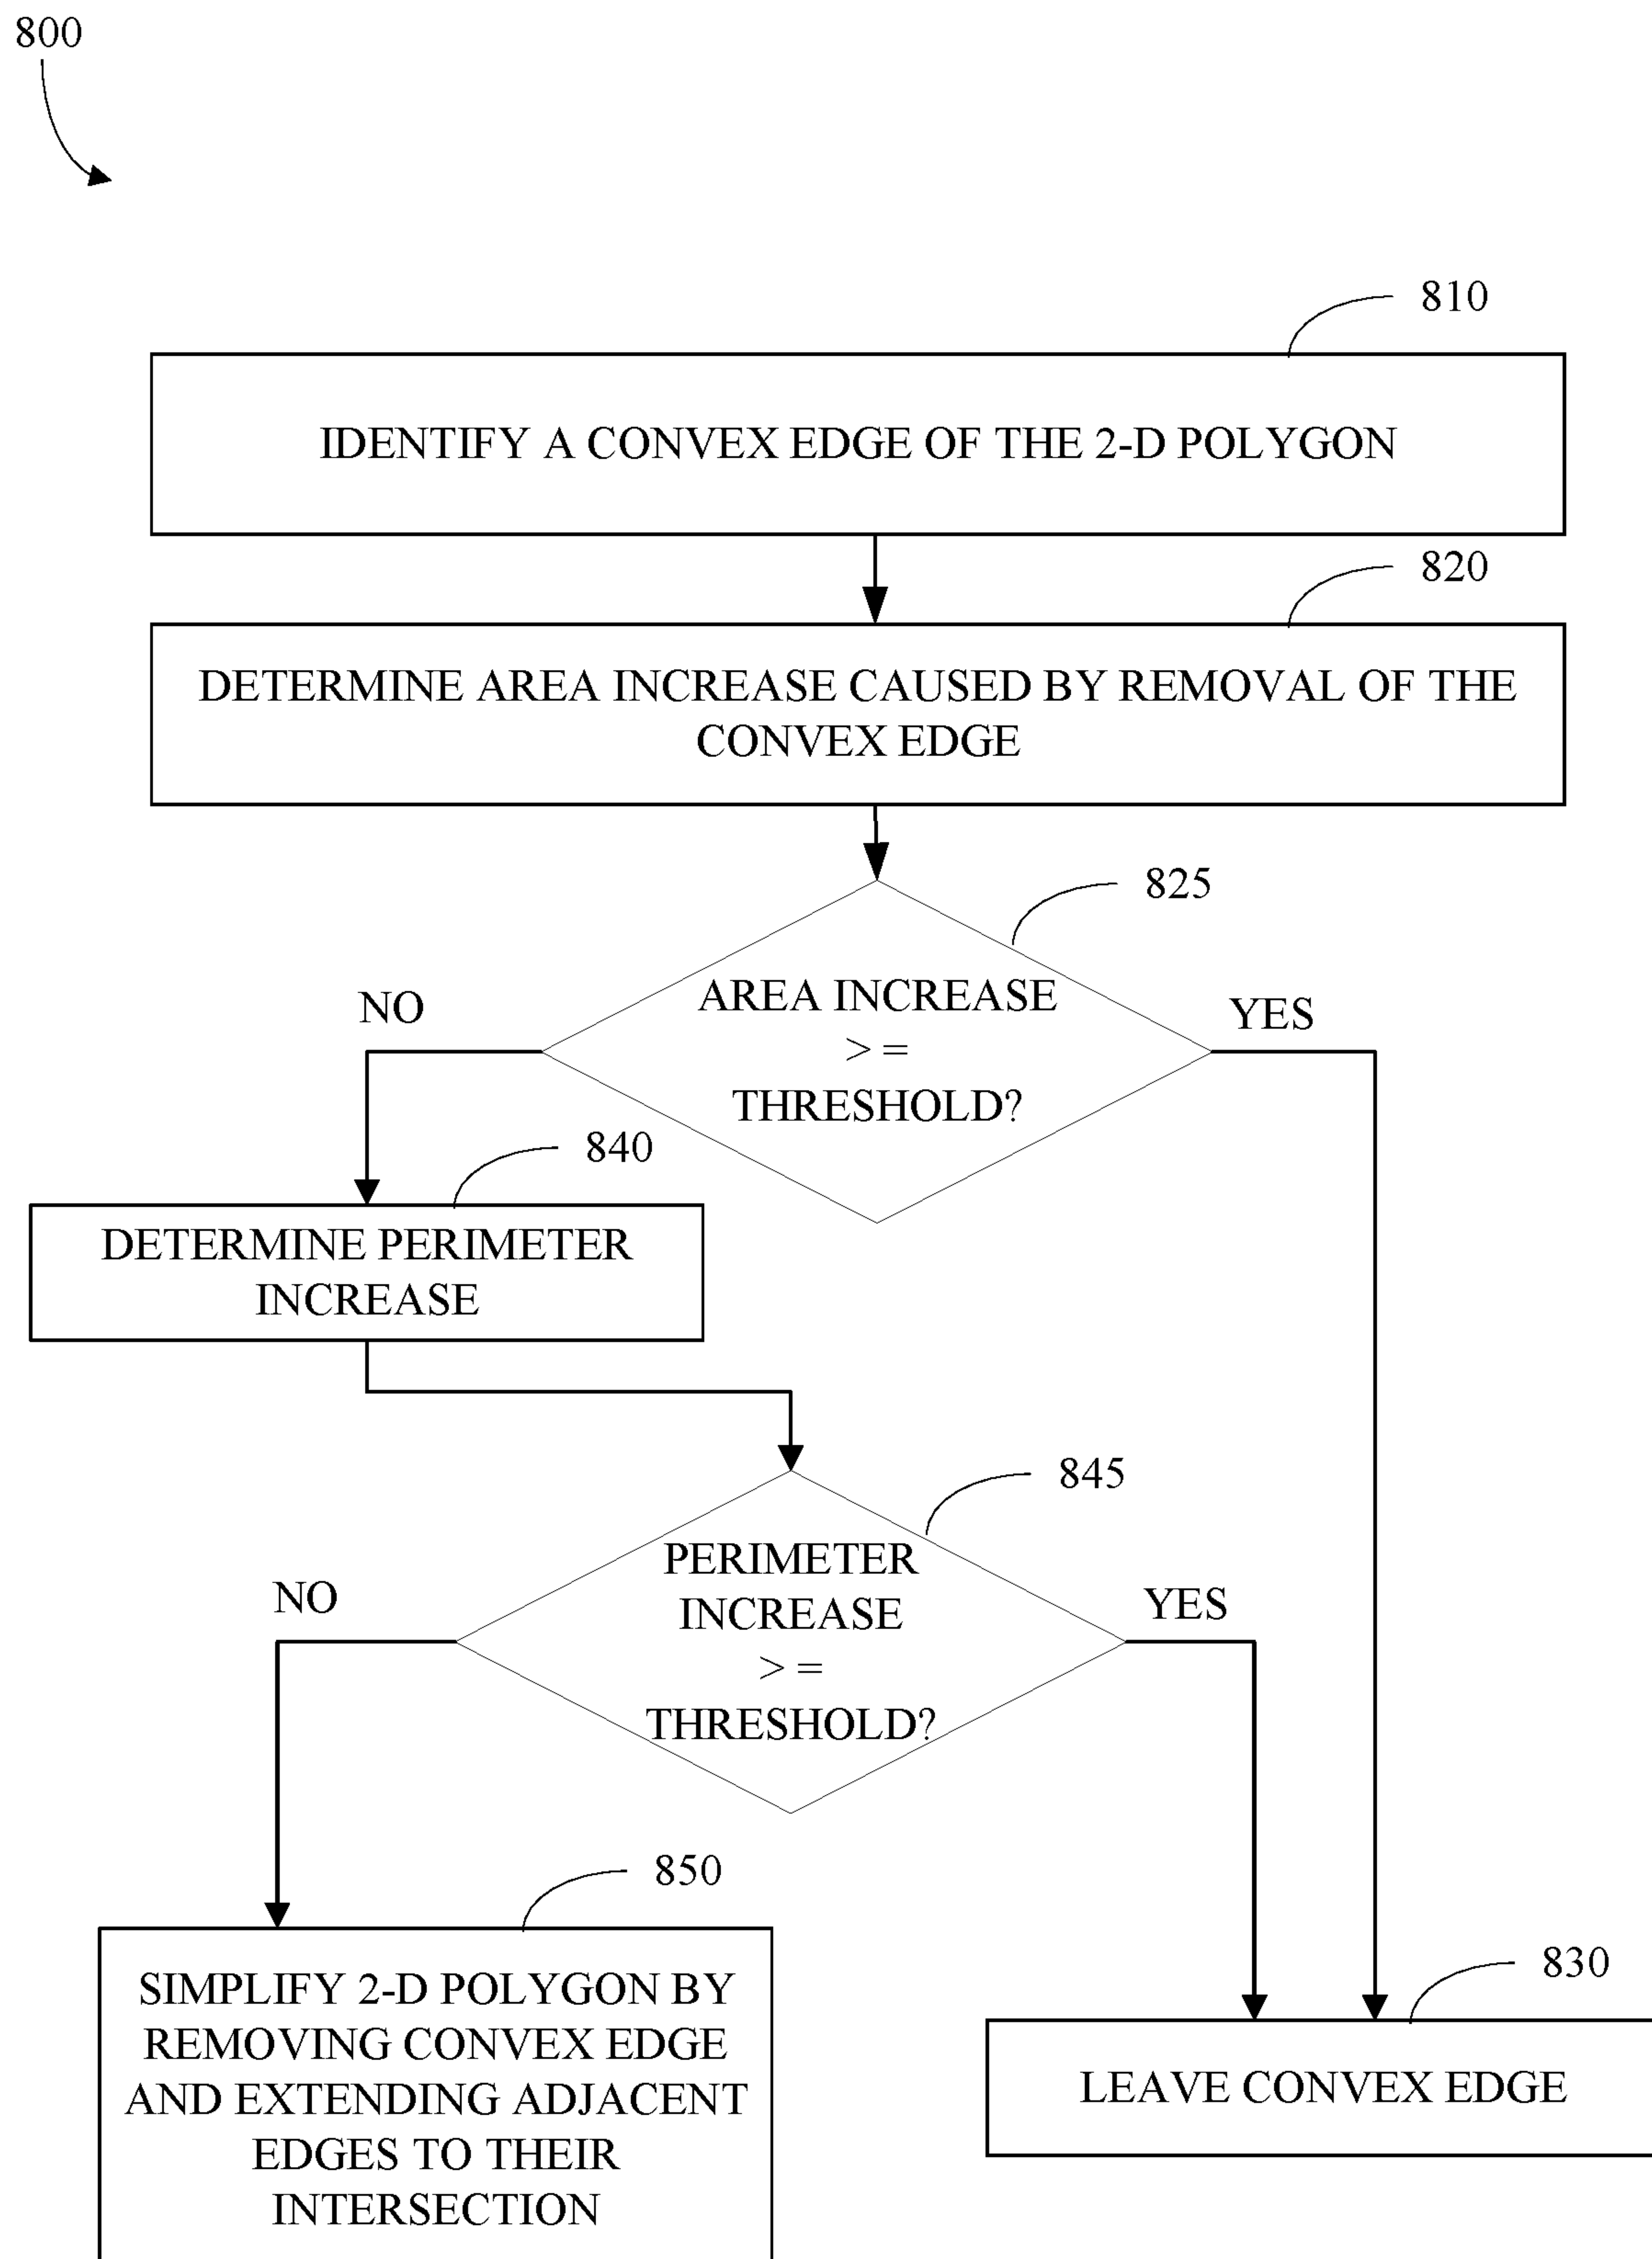 800
810
IDENTIFY A CONVEX EDGE OF THE 2-D POLYGON
820
DETERMINE AREA INCREASE CAUSED BY REMOVAL OF THE
CONVEX EDGE
825
AREA INCREASE
> =
THRESHOLD?
NO
YES
840
DETERMINE PERIMETER
INCREASE
845
PERIMETER
INCREASE
> =
THRESHOLD?
NO
YES
850
SIMPLIFY 2-D POLYGON BY
REMOVING CONVEX EDGE
AND EXTENDING ADJACENT
EDGES TO THEIR
INTERSECTION
830
LEAVE CONVEX EDGE